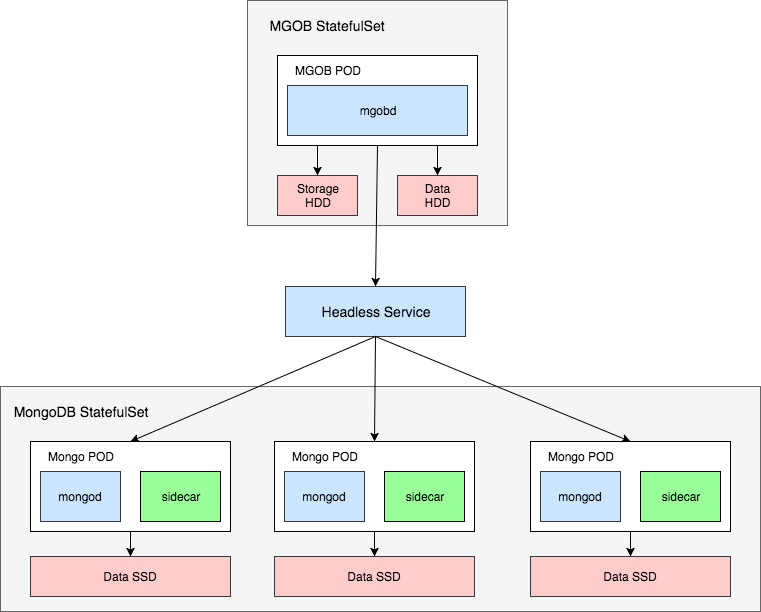 MGOB StatefulSet
MGOB POD
mgobd
Storage
HDD
Data
HDD
Headless Service
MongoDB StatefulSet
Mongo POD
mongod
sidecar
Data SSD
Mongo POD
mongod
sidecar
Data SSD
Mongo POD
mongod
sidecar
Data SSD